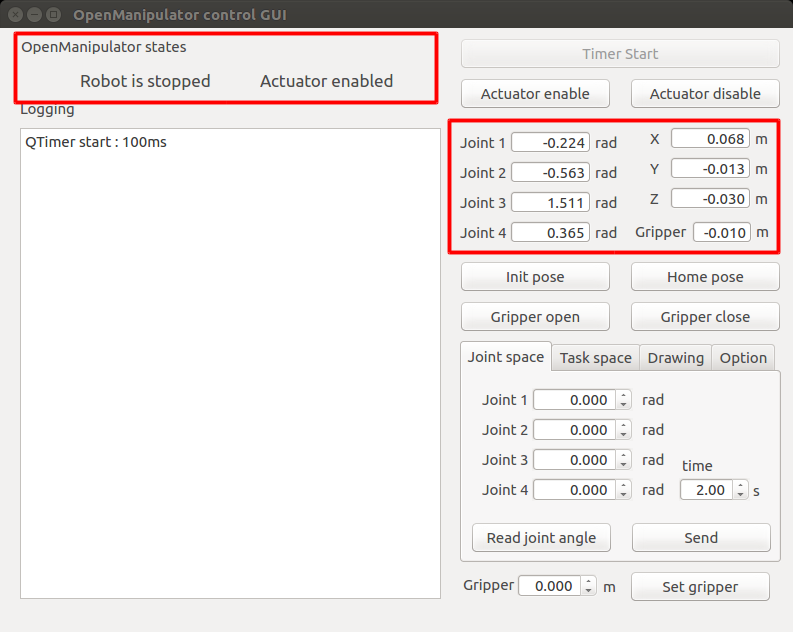 OpenManipulator control GUI
OpenManipulator states
Robot is stopped Actuator enabled
Logging
QTimer start : 100ms
Timer Start
Actuator enable Actuator disable
Joint 1 -0.224 rad X 0.068 m
Joint 2 -0.563 rad Y -0.013 m
Joint 3 1.511 rad Z -0.030 m
Joint 4 0.365 rad Gripper -0.010 m
Init pose Home pose
Gripper open Gripper close
Joint space Task space Drawing Option
Joint 1 0.000 rad
Joint 2 0.000 rad
Joint 3 0.000 rad time
Joint 4 0.000 rad 2.00 s
Read joint angle Send
Gripper 0.000 m Set gripper